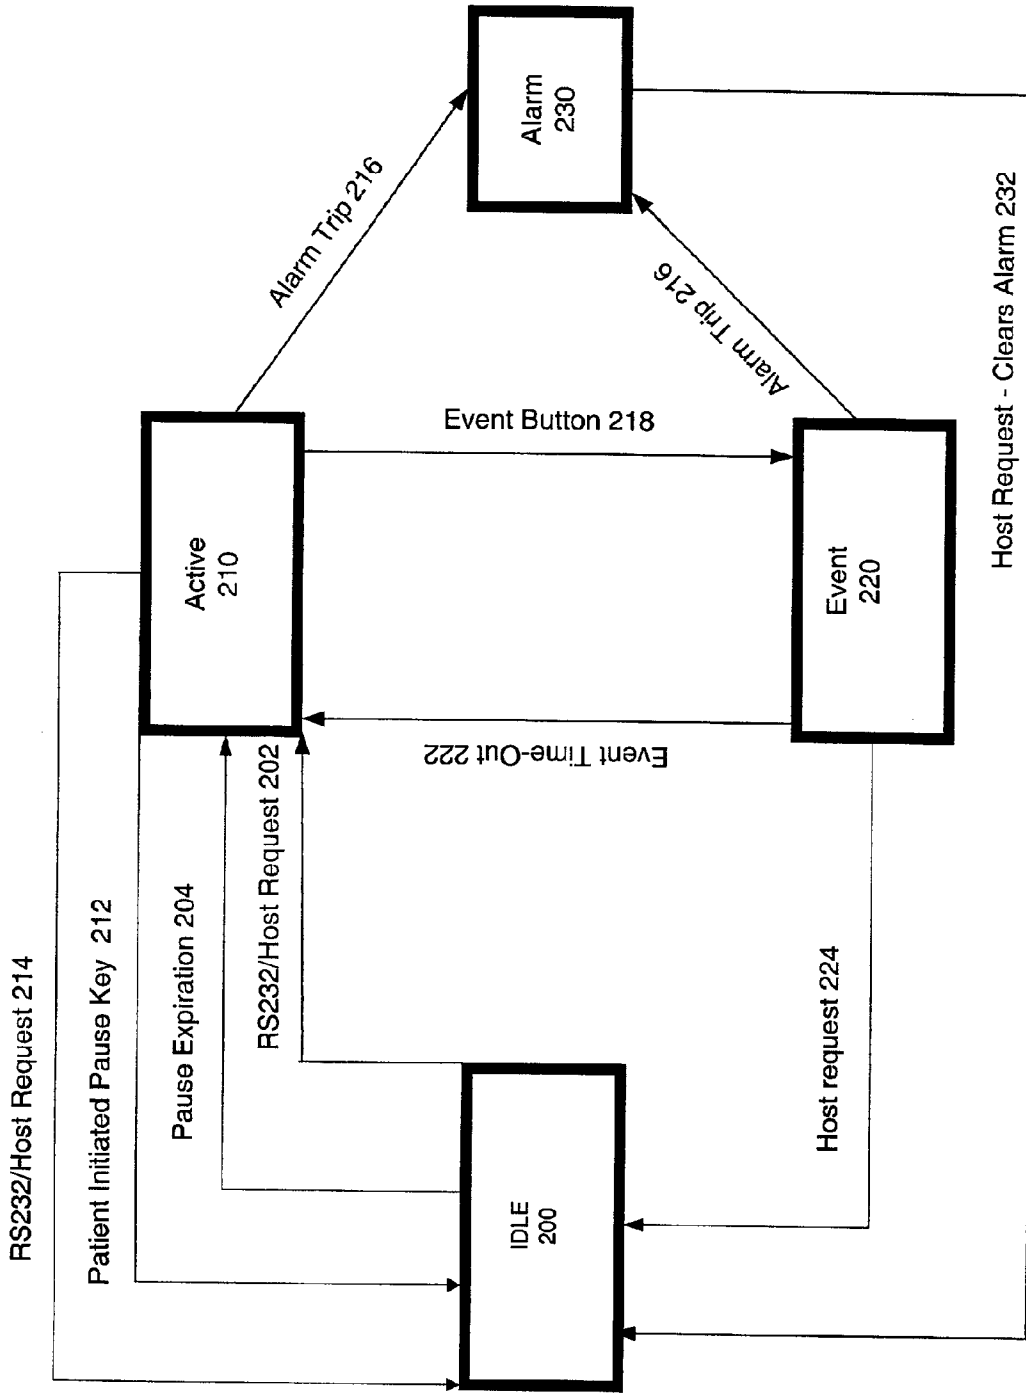 RS232/Host Request 214
Patient Initiated Pause Key 212
Pause Expiration 204
RS232/Host Request 202
Active
210
Alarm Trip 216
IDLE
200
Alarm
230
Event Button 218
Event Time-Out 222
Alarm Trip 216
Host request 224
Event
220
Host Request - Clears Alarm 232